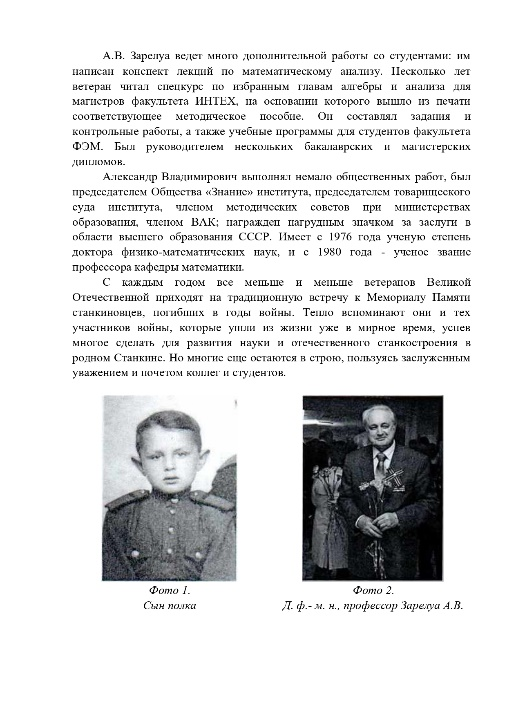 А.В. Зарелуа ведет много дополнительной работы со студентами: им
написан конспект лекций по математическому анализу. Несколько лет
ветеран читал спецкурс по избранным главам алгебры и анализа для
магистров факультета ИНТЕХ, на основании которого вышло из печати
соответствующее методическое пособие. Он составлял задания и
контрольные работы, а также учебные программы для студентов факультета
ФЭМ. Был руководителем нескольких бакалаврских и магистерских
дипломов.
Александр Владимирович выполнял немало общественных работ, был
председателем Общества «Знание» института, председателем товарищеского
суда института, членом методических советов при министерствах
образования, членом ВАК; награжден нагрудным значком за заслуги в
области высшего образования СССР. Имеет с 1976 года ученую степень
доктора физико-математических наук, и с 1980 года - ученое звание
профессора кафедры математики.
С каждым годом все меньше и меньше ветеранов Великой
Отечественной приходят на традиционную встречу к Мемориалу Памяти
станкиновцев, погибших в годы войны. Тепло вспоминают они и тех
участников войны, которые ушли из жизни уже в мирное время, успев
многое сделать для развития науки и отечественного станкостроения в
родном Станкине. Но многие еще остаются в строю, пользуясь заслуженным
уважением и почетом коллег и студентов.
Фото 1.
Сын полка
Фото 2.
Д. ф.- м. н., профессор Зарелуа А.В.